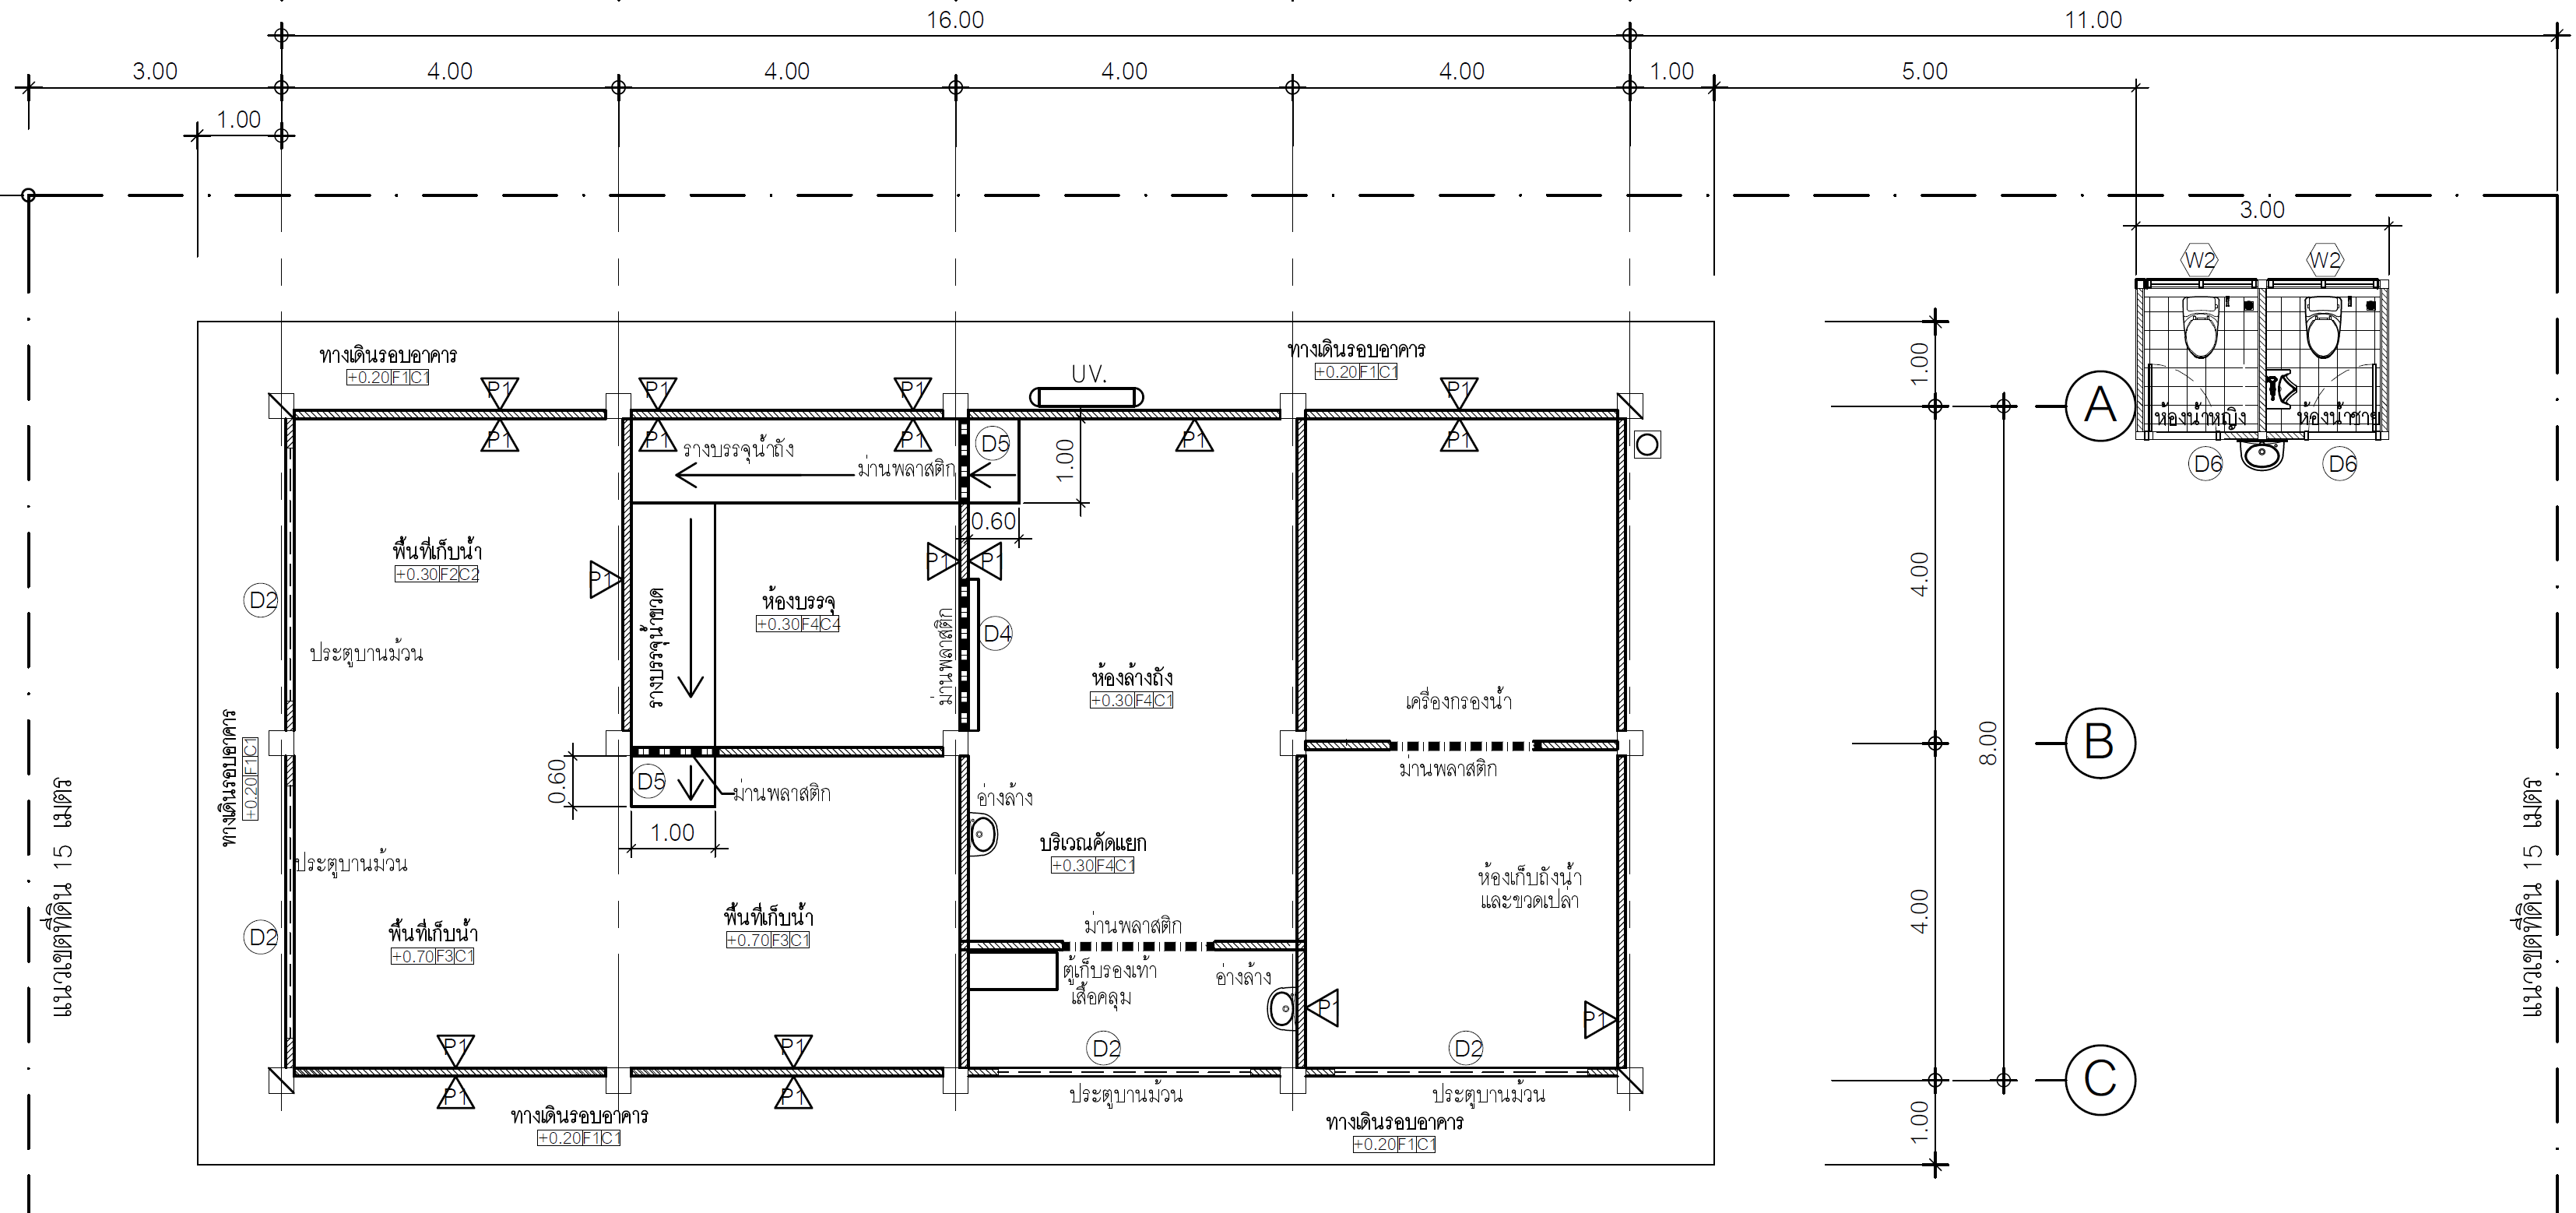 16.00
11.00
3.00
4.00
4.00
4.00
4.00
1.00
5.00
1.00
3.00
W2
W2
ห้องน้ำหญิง
ห้องน้ำชาย
D6
D6
ทางเดินรอบอาคาร
+0.20 F1 C1
ทางเดินรอบอาคาร
+0.20 F1 C1
UV.
P1
P1
P1
P1
P1
P1
P1
P1
P1
รางบรรจุน้ำถัง
ม่านพลาสติก
D5
1.00
0.60
1.00
A
พื้นที่เก็บน้ำ
+0.30 F2 C2
P1
P1
P1
D2
ห้องบรรจุ
+0.30 F4 C4
รางบรรจุน้ำขวด
ม่านพลาสติก
D4
ประตูบานม้วน
ห้องล้างถัง
+0.30 F4 C1
เครื่องกรองน้ำ
4.00
8.00
B
ทางเดินรอบอาคาร
+0.20 F1 C1
0.60
D5
ม่านพลาสติก
1.00
ม่านพลาสติก
อ่างล้าง
บริเวณคัดแยก
+0.30 F4 C1
ประตูบานม้วน
ห้องเก็บถังน้ำ
และขวดเปล่า
4.00
แนวเขตที่ดิน 15 เมตร
แนวเขตที่ดิน 15 เมตร
D2
พื้นที่เก็บน้ำ
+0.70 F3 C1
พื้นที่เก็บน้ำ
+0.70 F3 C1
ม่านพลาสติก
ตู้เก็บรองเท้า
เสื้อคลุม
อ่างล้าง
P1
P1
P1
P1
D2
D2
P1
P1
ประตูบานม้วน
ประตูบานม้วน
C
ทางเดินรอบอาคาร
+0.20 F1 C1
ทางเดินรอบอาคาร
+0.20 F1 C1
1.00